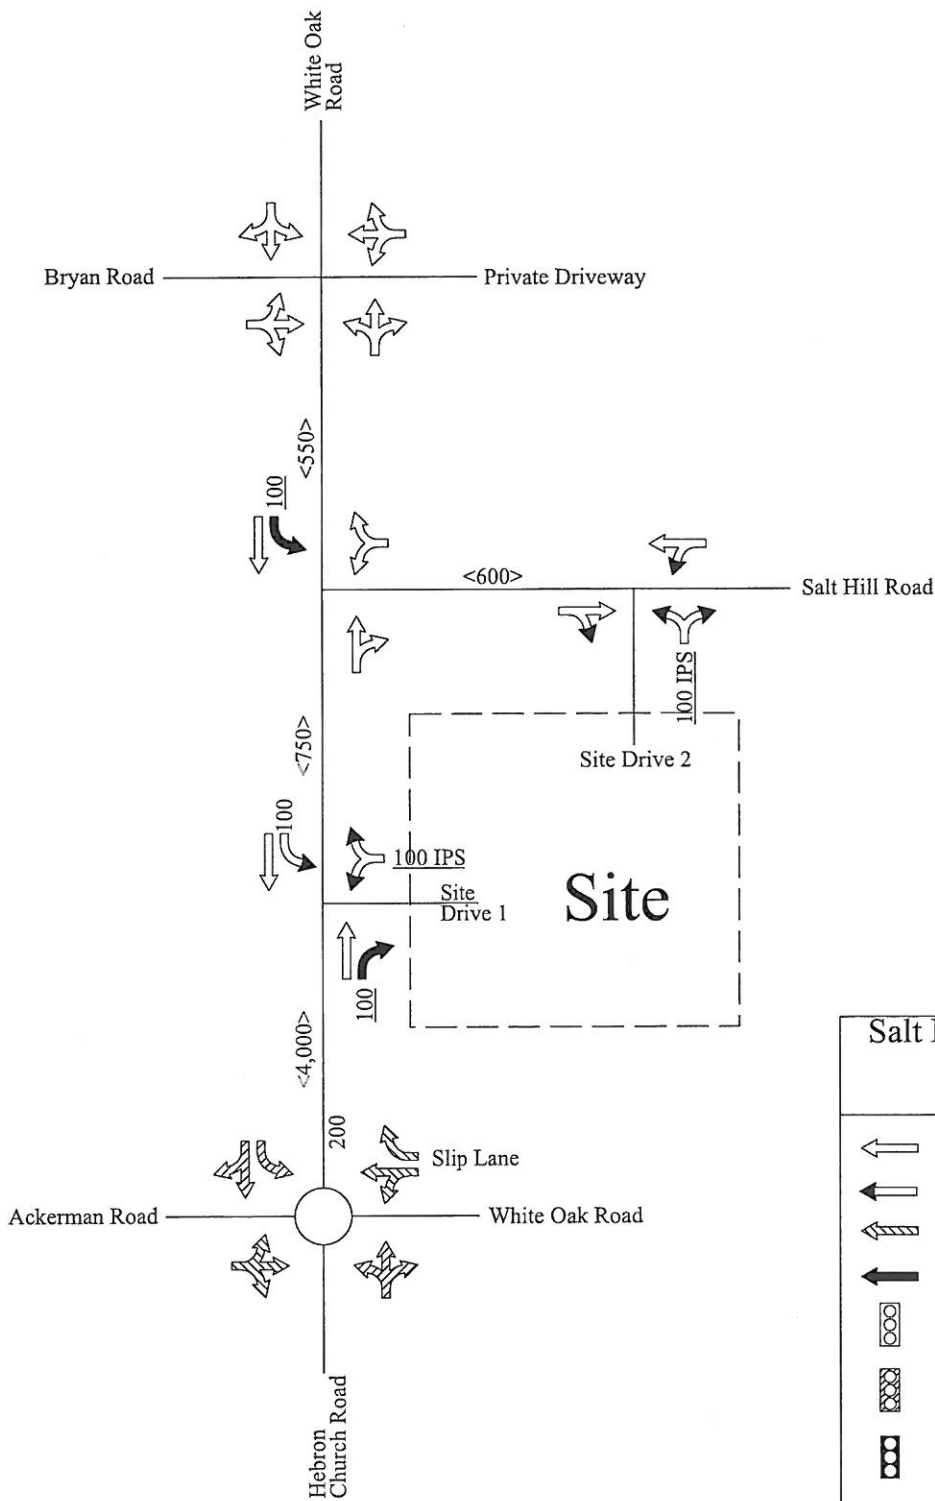 White Oak
Road
Bryan Road
Private Driveway
<550>
100
<600>
Salt Hill Road
100 IPS
<750>
Site Drive 2
100
100 IPS
Site
Drive 1
Site
100
<4,000>
200
Slip Lane
Ackerman Road
White Oak Road
Hebron
Church Road
Salt